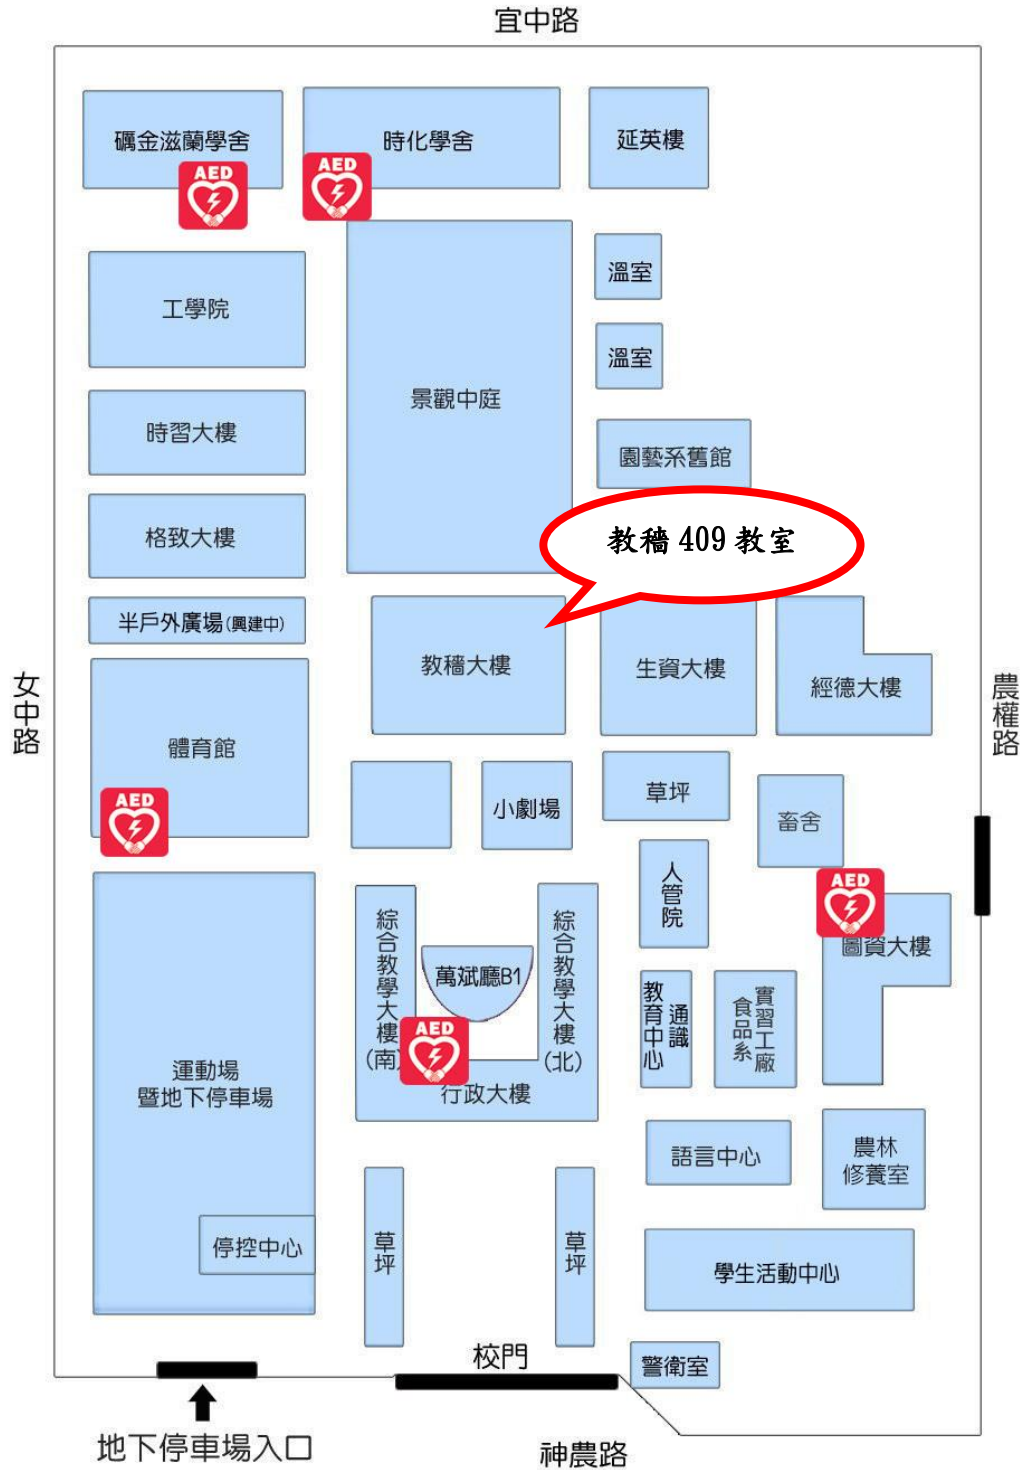 宜中路
礪金滋蘭學舍
時化學舍
延英樓
AED
AED
溫室
工學院
溫室
景觀中庭
時習大樓
園藝系舊館
格致大樓
教穡 409 教室
半戶外廣場(興建中)
教穡大樓
生資大樓
經德大樓
女中路
農權路
體育館
AED
小劇場
草坪
畜舍
人管院
AED
圖資大樓
綜合教學大樓(南)
萬斌廳B1
綜合教學大樓(北)
AED
行政大樓
通識
教育中心
實習工廠
食品系
運動場
暨地下停車場
語言中心
農林
修養室
停控中心
草坪
草坪
學生活動中心
校門
警衛室
地下停車場入口
神農路